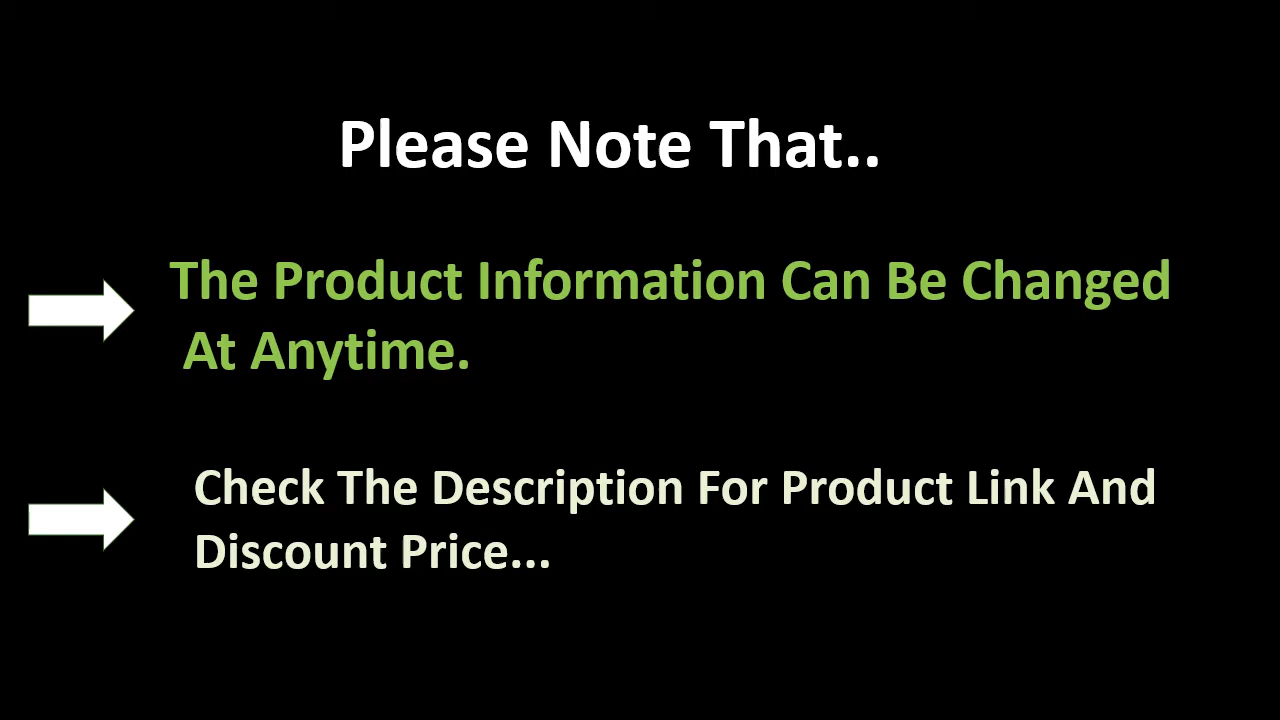 Please Note That..
The Product Information Can Be Changed
At Anytime.
Check The Description For Product Link And
Discount Price...